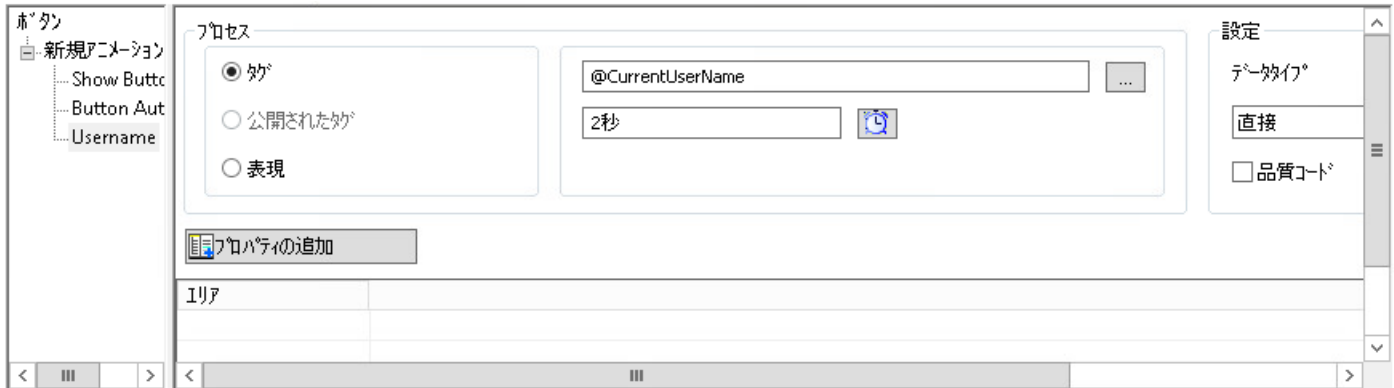 ﾎﾞﾀﾝ
新規ｱﾆﾒｰｼｮﾝ
Show Butto
Button Aut
Username
ﾌﾟﾛｾｽ
ﾀｸﾞ
公開されたﾀｸﾞ
表現
@CurrentUserName
...
2秒
設定
ﾃﾞｰﾀﾀｲﾌﾟ
直接
品質ｺｰﾄﾞ
ﾌﾟﾛﾊﾟﾃｨの追加
ｴﾘｱ